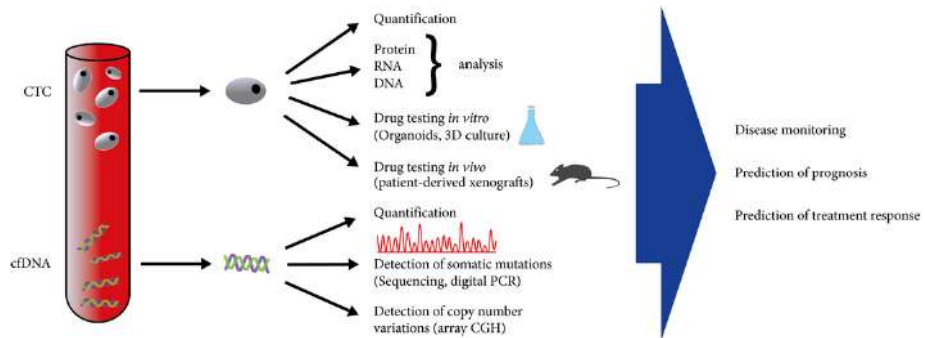 CTC
Quantification
Protein
RNA
DNA
analysis
Drug testing in vitro
(Organoids, 3D culture)
Drug testing in vivo
(patient-derived xenografts)
cfDNA
Quantification
Detection of somatic mutations
(Sequencing, digital PCR)
Detection of copy number
variations (array CGH)
Disease monitoring
Prediction of prognosis
Prediction of treatment response